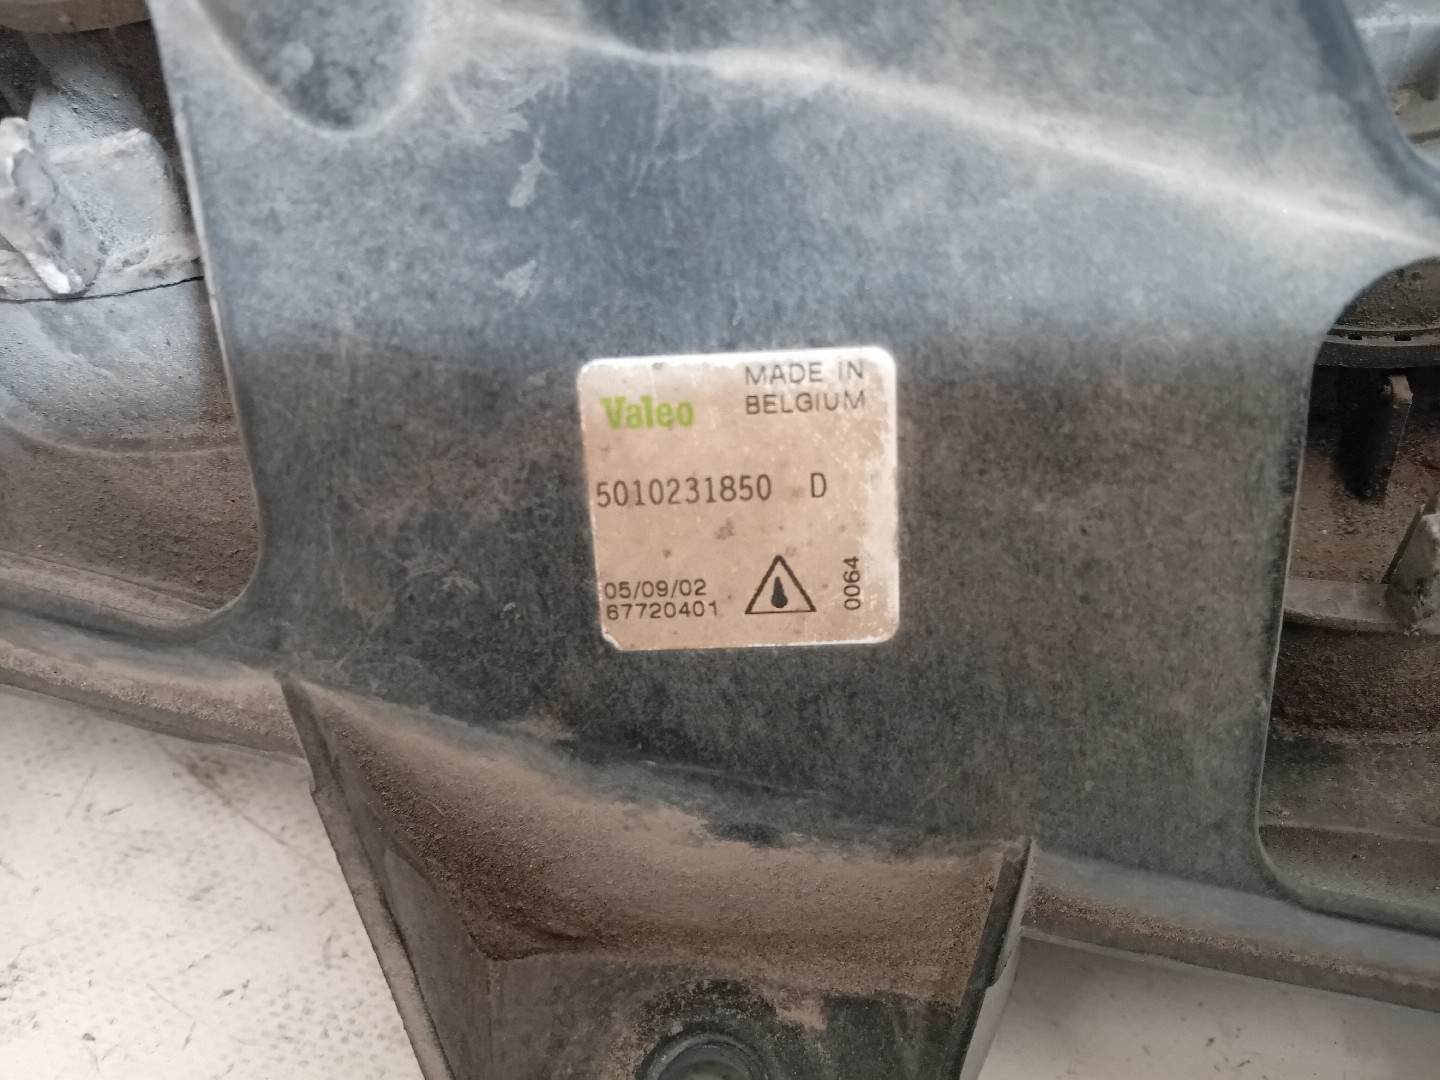 Valeo
MADE IN
BELGIUM
5010231850 D
05/09/02
67720401
0064